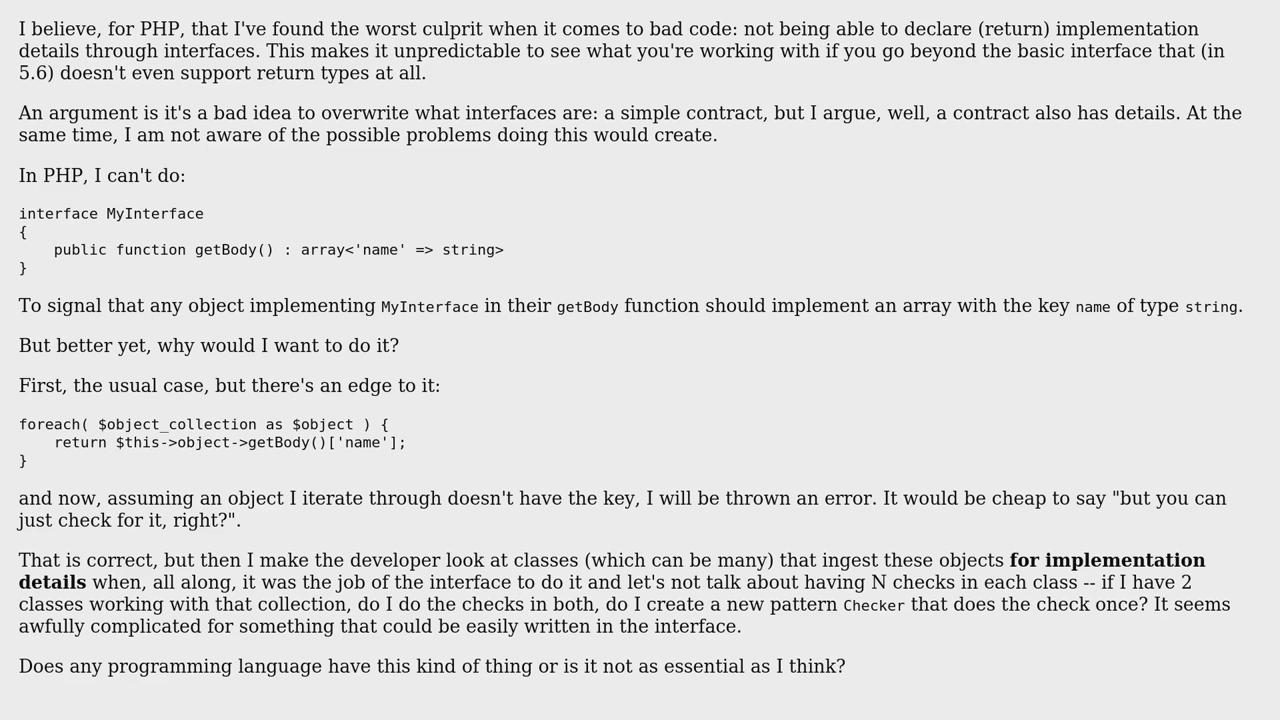 I believe, for PHP, that I've found the worst culprit when it comes to bad code: not being able to declare (return) implementation
details through interfaces. This makes it unpredictable to see what you're working with if you go beyond the basic interface that (in
5.6) doesn't even support return types at all.
An argument is it's a bad idea to overwrite what interfaces are: a simple contract, but I argue, well, a contract also has details. At the
same time, I am not aware of the possible problems doing this would create.
In PHP, I can't do:
interface MyInterface
{
    public function getBody() : array<'name' => string>
}
To signal that any object implementing MyInterface in their getBody function should implement an array with the key name of type string.
But better yet, why would I want to do it?
First, the usual case, but there's an edge to it:
foreach( $object_collection as $object ) {
    return $this->object->getBody()['name'];
}
and now, assuming an object I iterate through doesn't have the key, I will be thrown an error. It would be cheap to say "but you can
just check for it, right?".
That is correct, but then I make the developer look at classes (which can be many) that ingest these objects for implementation
details when, all along, it was the job of the interface to do it and let's not talk about having N checks in each class -- if I have 2
classes working with that collection, do I do the checks in both, do I create a new pattern Checker that does the check once? It seems
awfully complicated for something that could be easily written in the interface.
Does any programming language have this kind of thing or is it not as essential as I think?